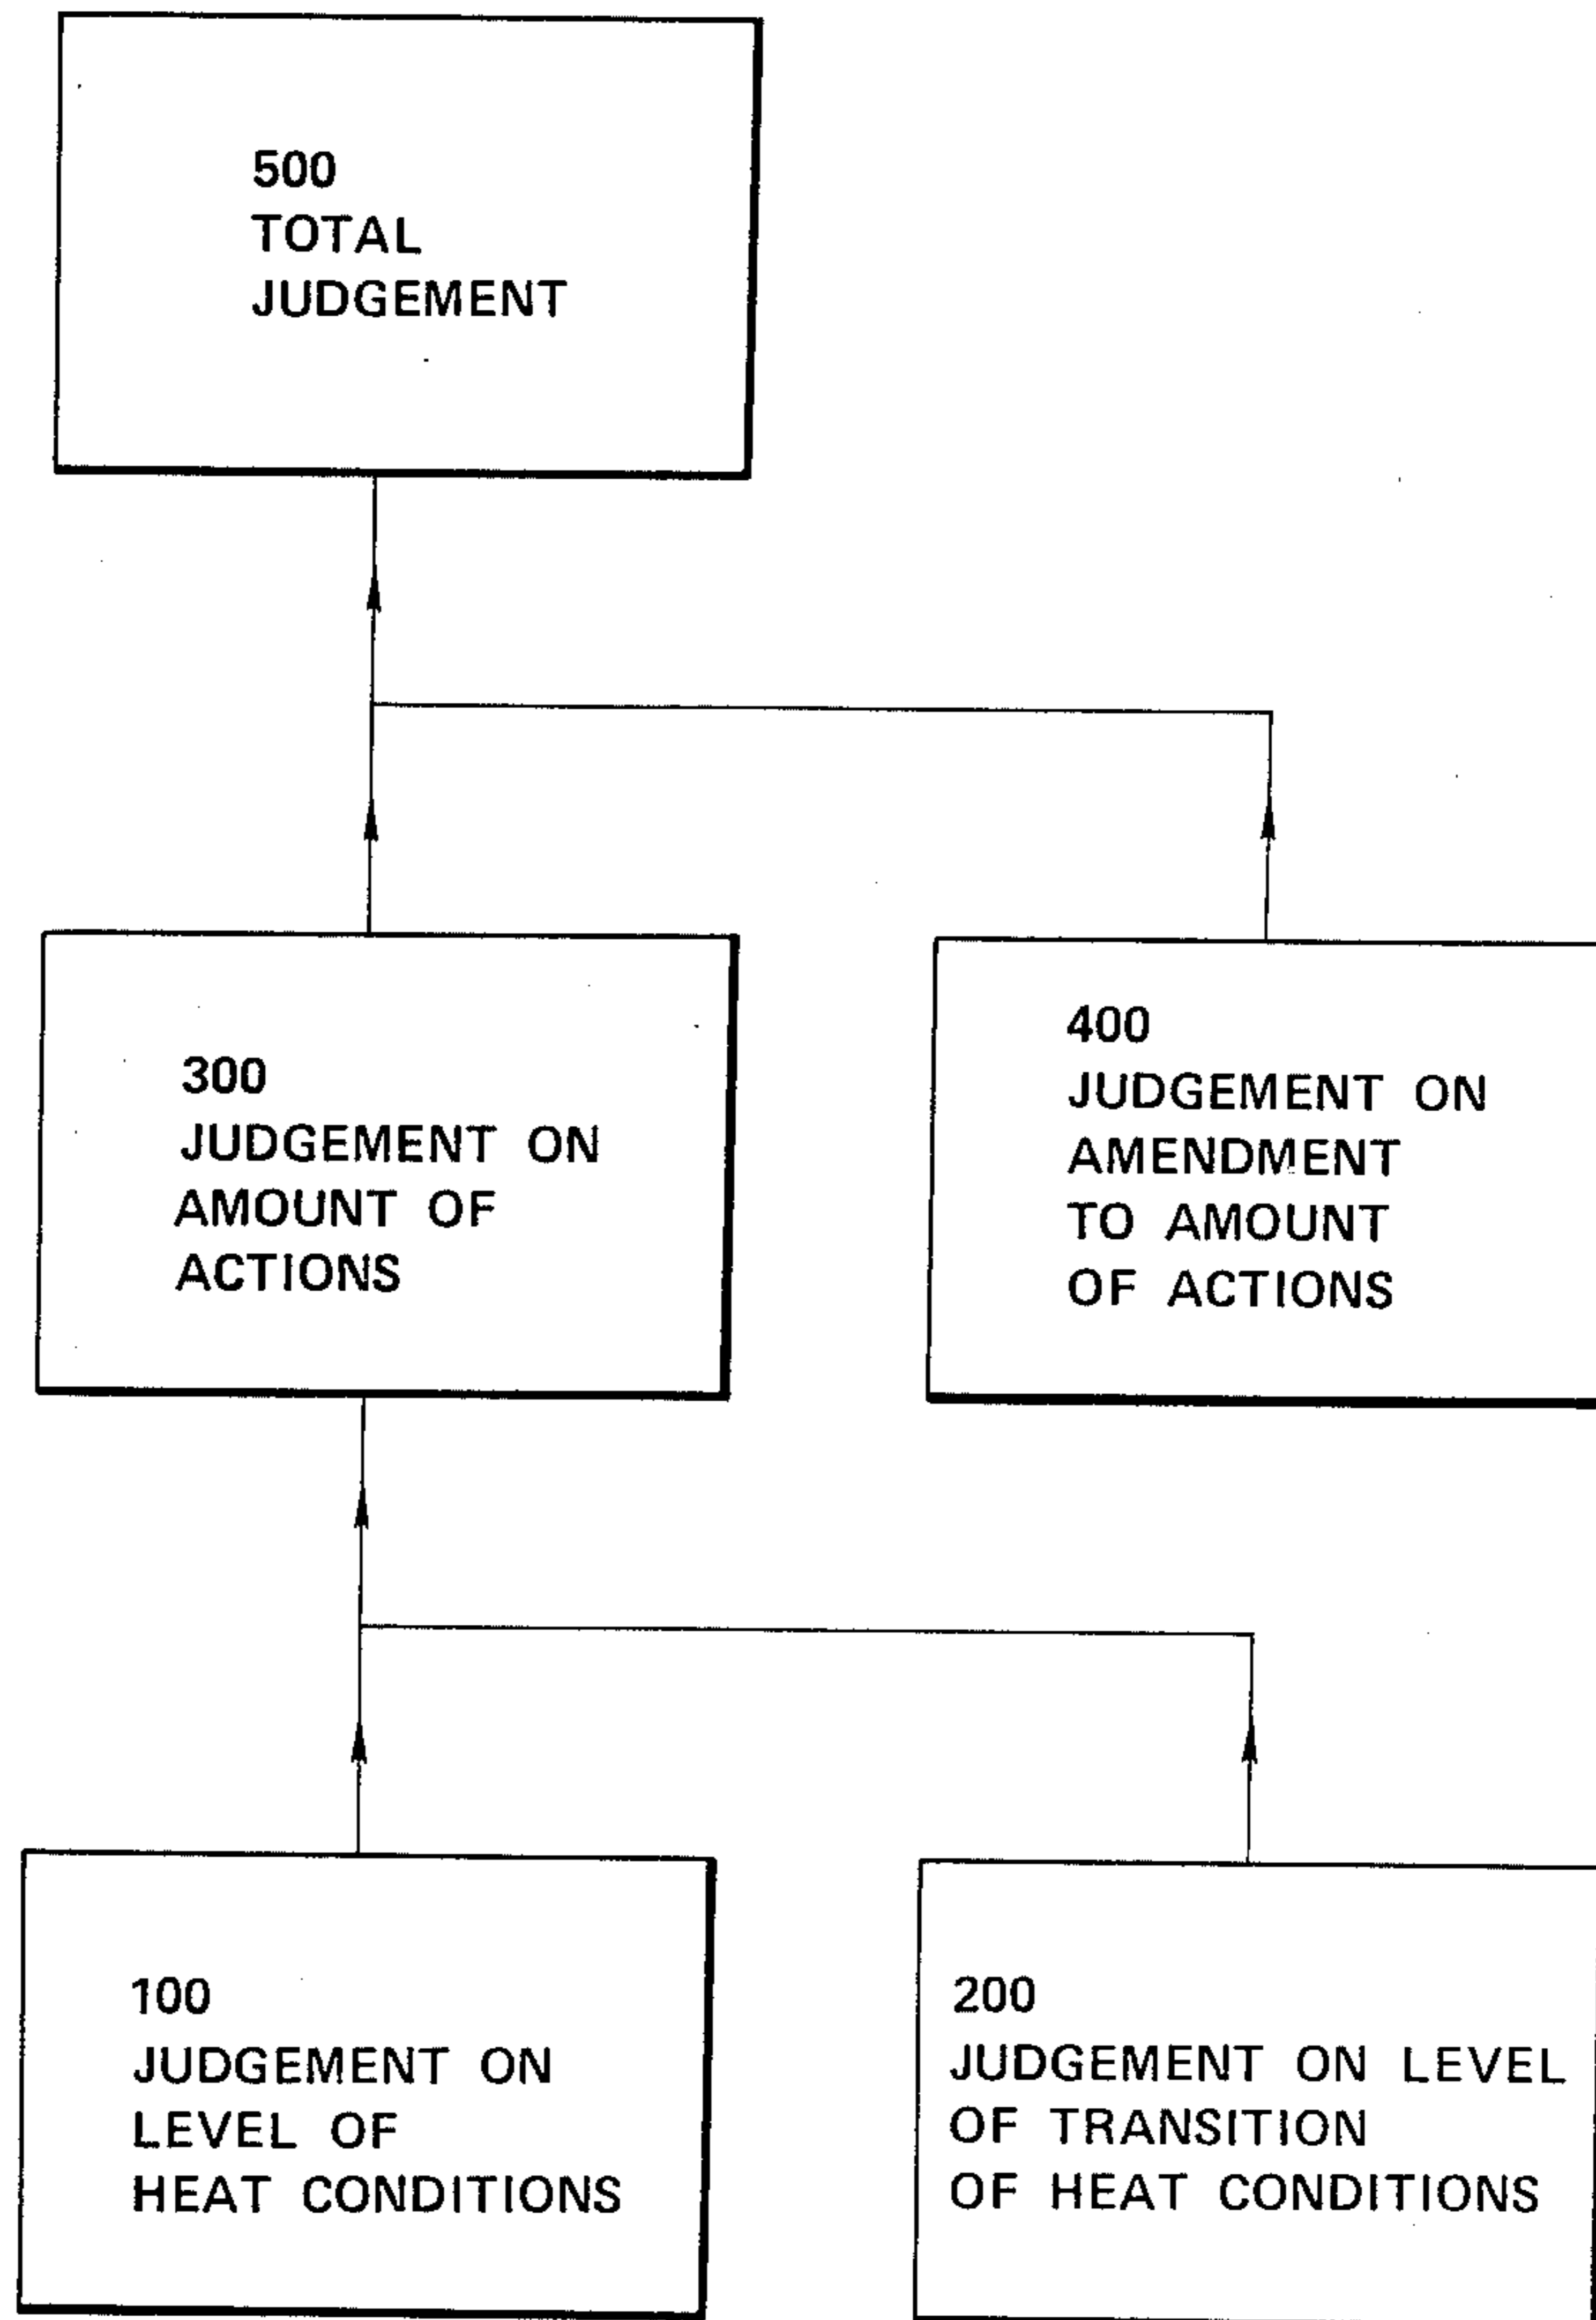 500
TOTAL
JUDGEMENT
300
JUDGEMENT ON
AMOUNT OF
ACTIONS
400
JUDGEMENT ON
AMENDMENT
TO AMOUNT
OF ACTIONS
100
JUDGEMENT ON
LEVEL OF
HEAT CONDITIONS
200
JUDGEMENT ON LEVEL
OF TRANSITION
OF HEAT CONDITIONS